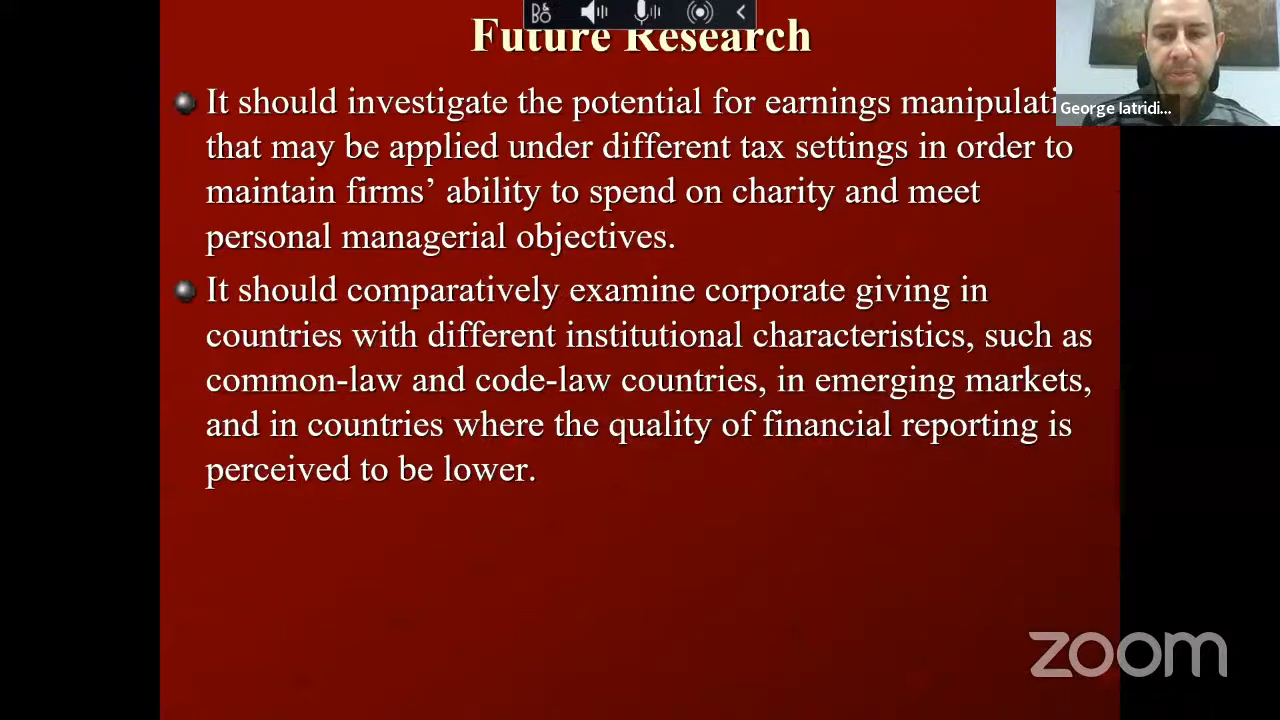 Future Research
It should investigate the potential for earnings manipulati
that may be applied under different tax settings in order to
maintain firms’ ability to spend on charity and meet
personal managerial objectives.
It should comparatively examine corporate giving in
countries with different institutional characteristics, such as
common-law and code-law countries, in emerging markets,
and in countries where the quality of financial reporting is
perceived to be lower.
George Iatridi...
zoom